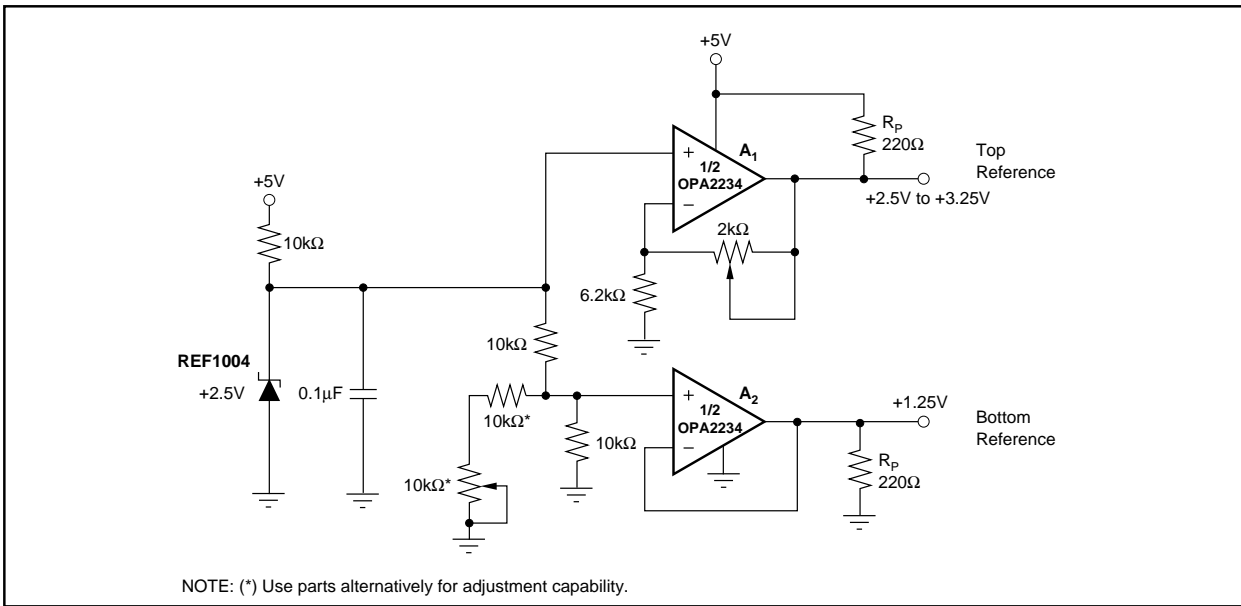 +5V
R_P
220Ω
Top
Reference
A₁
+
1/2
OPA2234
−
+2.5V to +3.25V
+5V
10kΩ
2kΩ
6.2kΩ
10kΩ
REF1004
+2.5V
0.1µF
10kΩ*
A₂
+
1/2
OPA2234
−
+1.25V
Bottom
Reference
10kΩ
R_P
220Ω
10kΩ*
NOTE: (*) Use parts alternatively for adjustment capability.